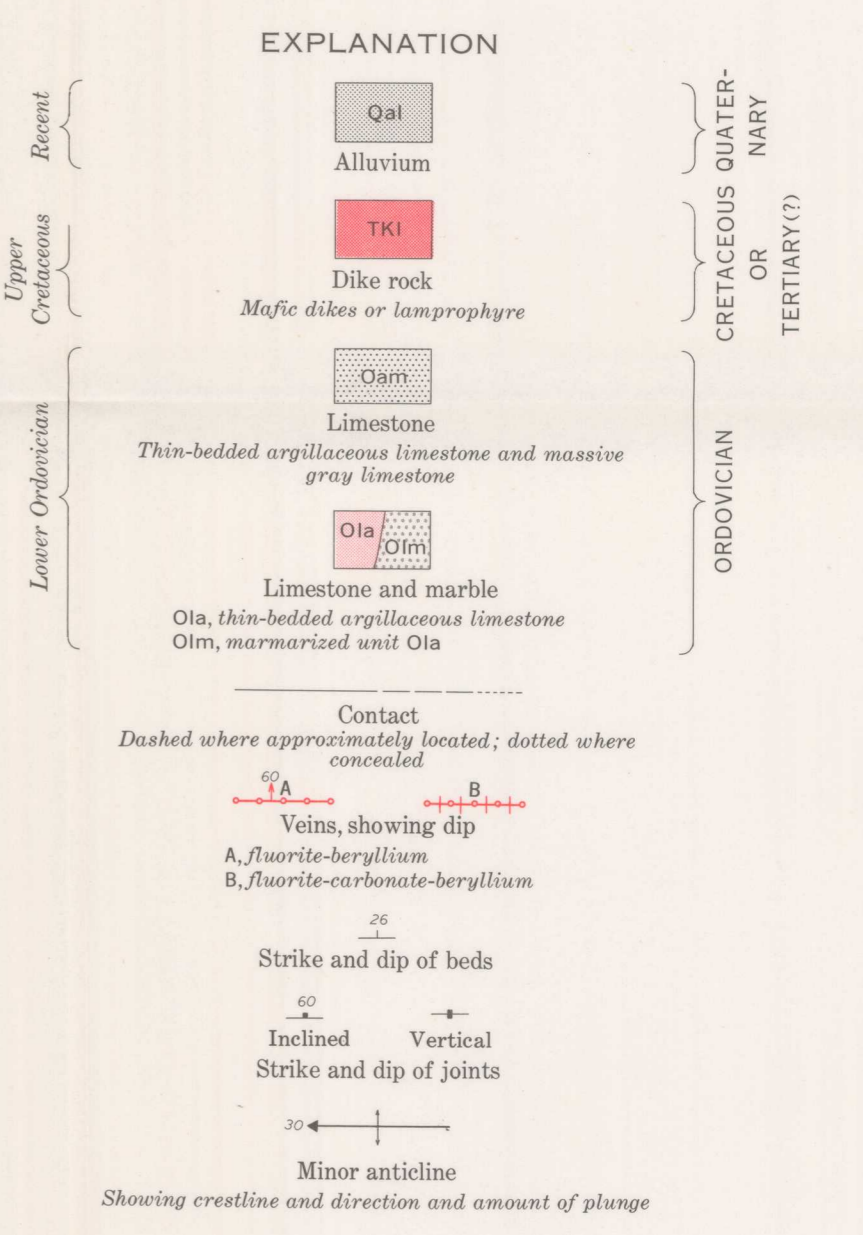 EXPLANATION
Recent
Qal
Alluvium
QUATER-
NARY
Upper
Cretaceous
TKl
Dike rock
Mafic dikes or lamprophyre
CRETACEOUS
OR
TERTIARY(?)
Lower Ordovician
Oam
Limestone
Thin-bedded argillaceous limestone and massive
gray limestone
Ola
Olm
Limestone and marble
Ola, thin-bedded argillaceous limestone
Olm, marmarized unit Ola
ORDOVICIAN
Contact
Dashed where approximately located; dotted where
concealed
60 A B
Veins, showing dip
A, fluorite-beryllium
B, fluorite-carbonate-beryllium
26
Strike and dip of beds
60
Inclined Vertical
Strike and dip of joints
30
Minor anticline
Showing crestline and direction and amount of plunge